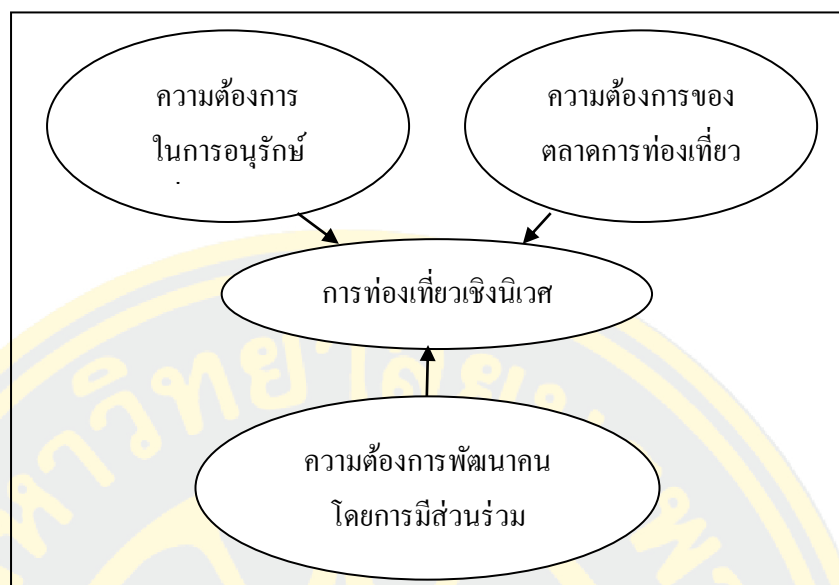 ความต้องการ
ในการอนุรักษ์
ความต้องการของ
ตลาดการท่องเที่ยว
การท่องเที่ยวเชิงนิเวศ
ความต้องการพัฒนาคน
โดยการมีส่วนร่วม